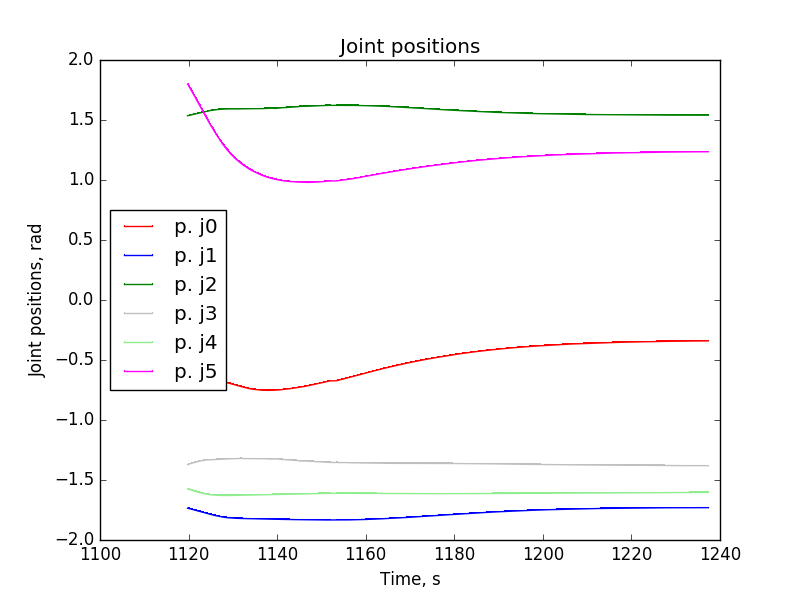 Joint positions
2.0
1.5
1.0
0.5
0.0
−0.5
−1.0
−1.5
−2.0
Joint positions, rad
p. j0
p. j1
p. j2
p. j3
p. j4
p. j5
1100 1120 1140 1160 1180 1200 1220 1240
Time, s